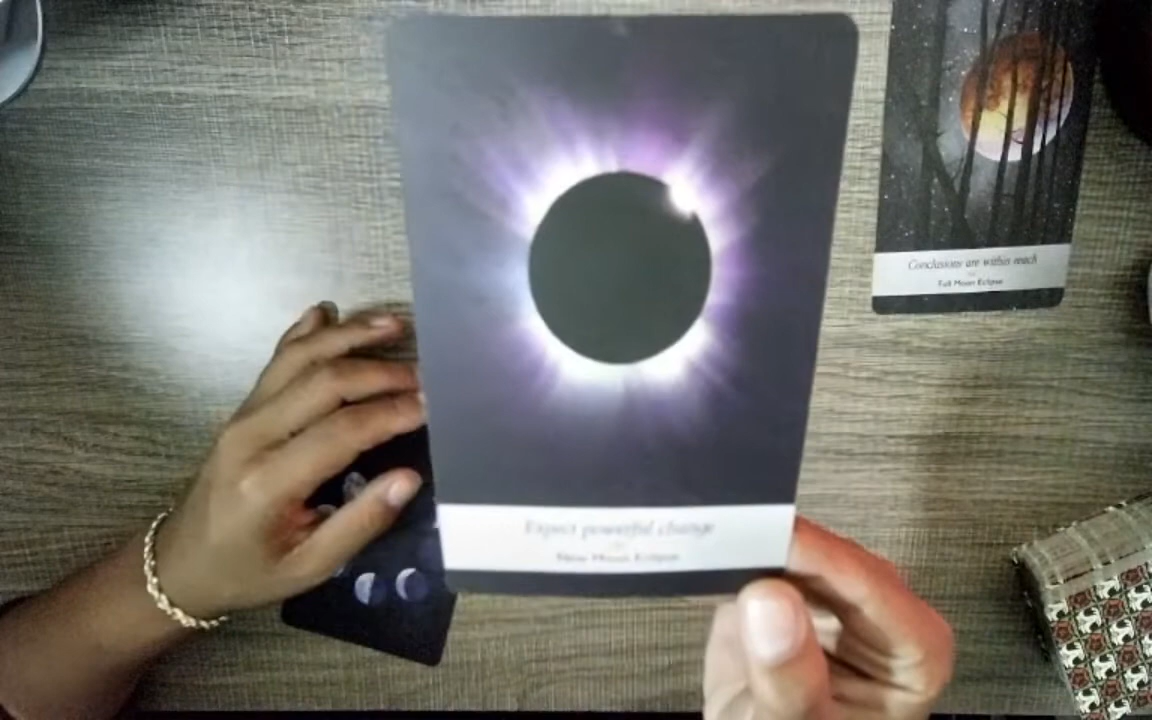 Expect powerful change
New Moon Eclipse
Conclusions are within reach
Full Moon Eclipse